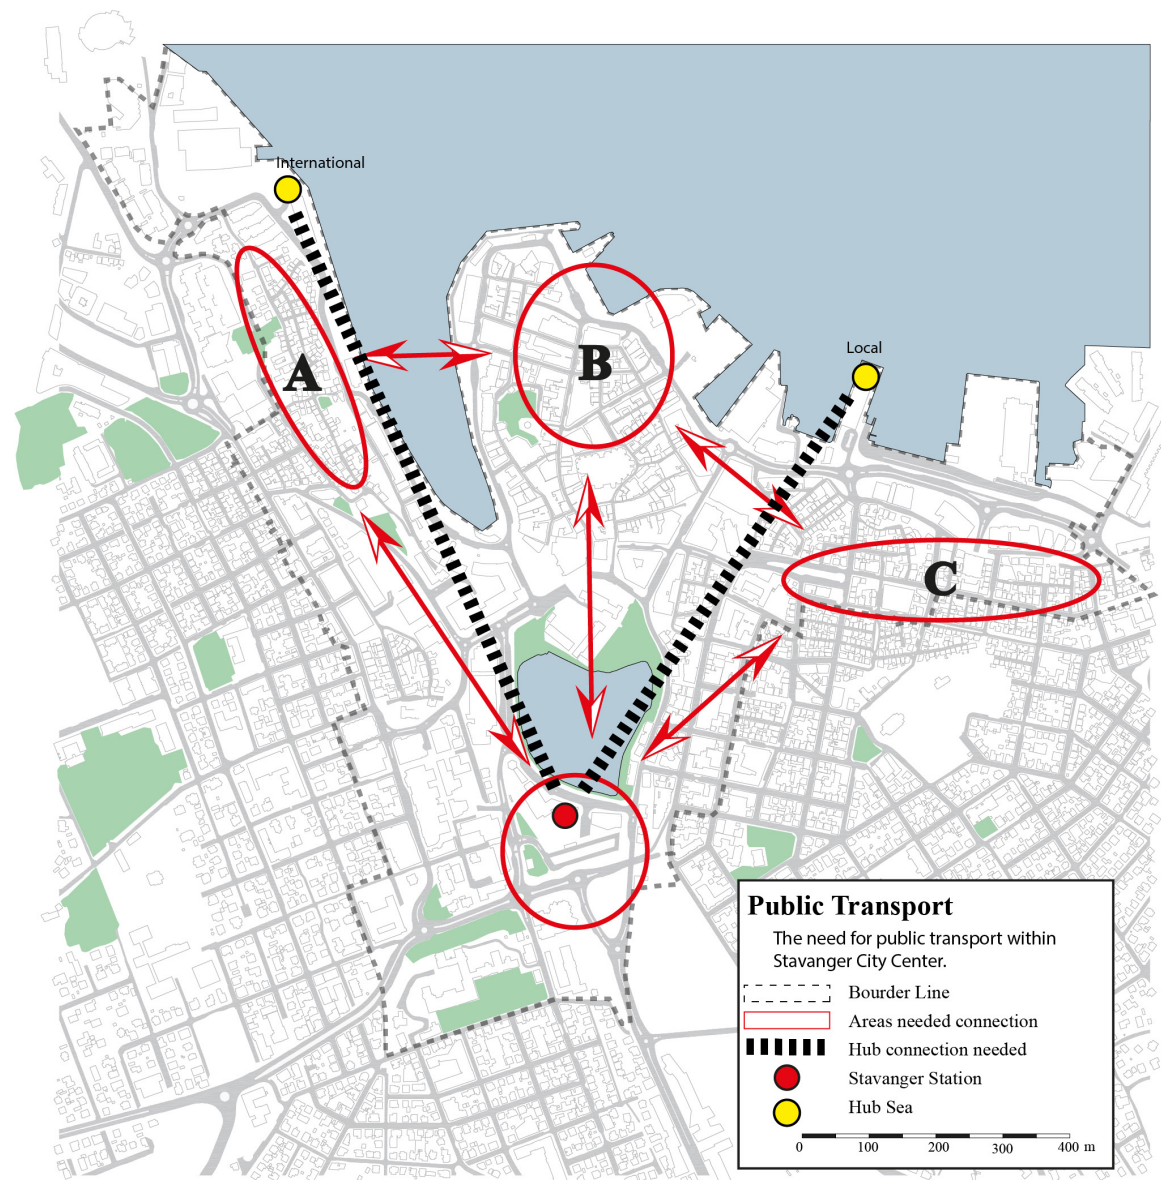 International
Local
A
B
C
Public Transport
The need for public transport within
Stavanger City Center.
Bourder Line
Areas needed connection
Hub connection needed
Stavanger Station
Hub Sea
0 100 200 300 400 m